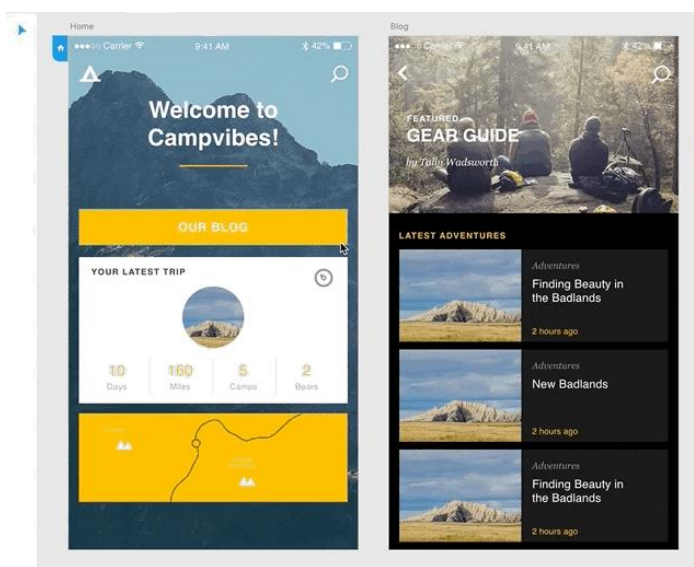 Home
Carrier 9:41 AM 42%
Welcome to
Campvibes!
OUR BLOG
YOUR LATEST TRIP
10 160 5 2
Days Miles Camps Bears
Blog
Carrier 9:41 AM 42%
FEATURED
GEAR GUIDE
by Talin Wadsworth
LATEST ADVENTURES
Adventures
Finding Beauty in
the Badlands
2 hours ago
Adventures
New Badlands
2 hours ago
Adventures
Finding Beauty in
the Badlands
2 hours ago